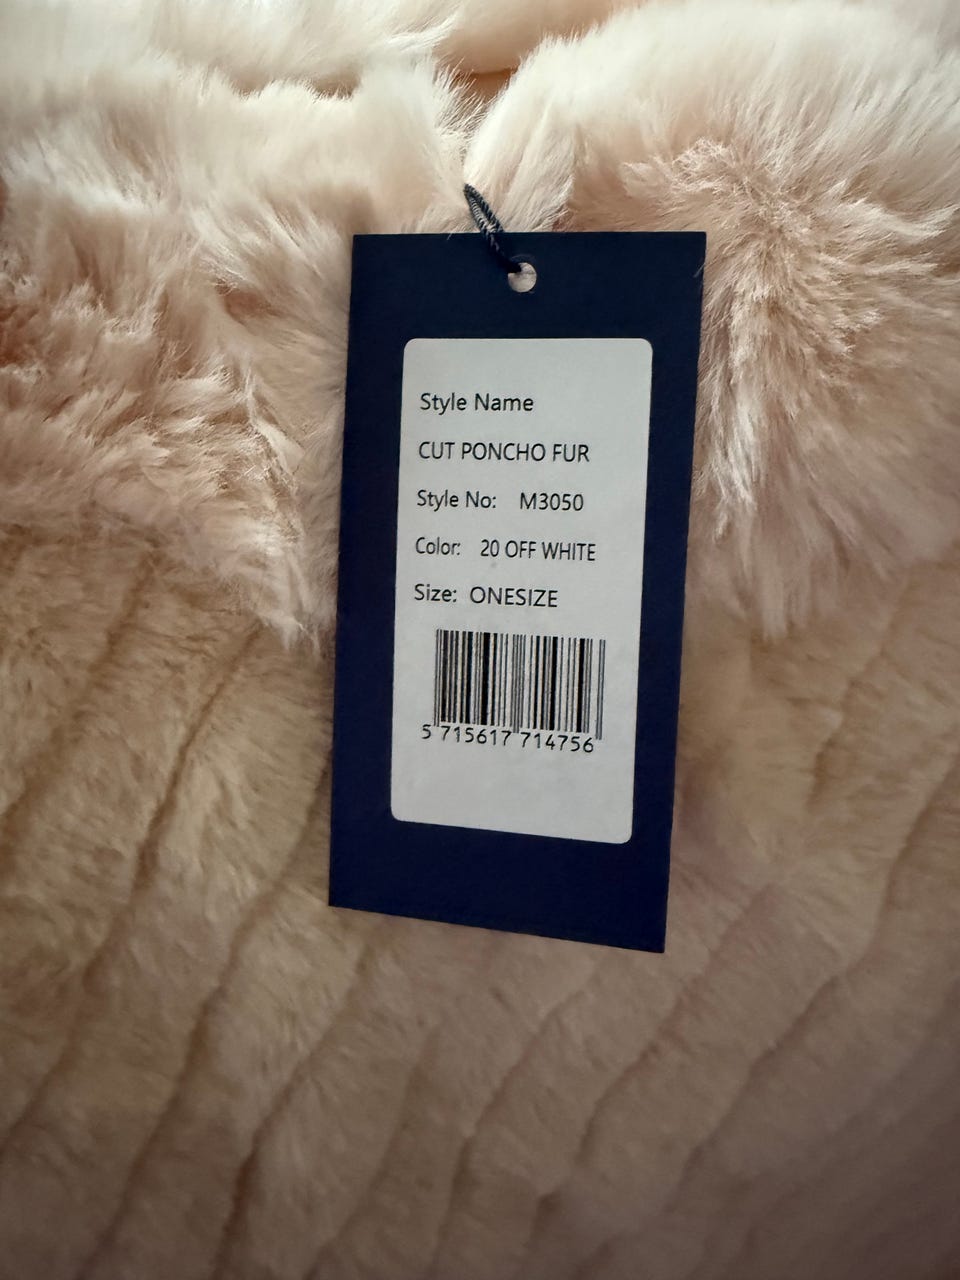 Style Name
CUT PONCHO FUR
Style No: M3050
Color: 20 OFF WHITE
Size: ONESIZE
5 715617 714756